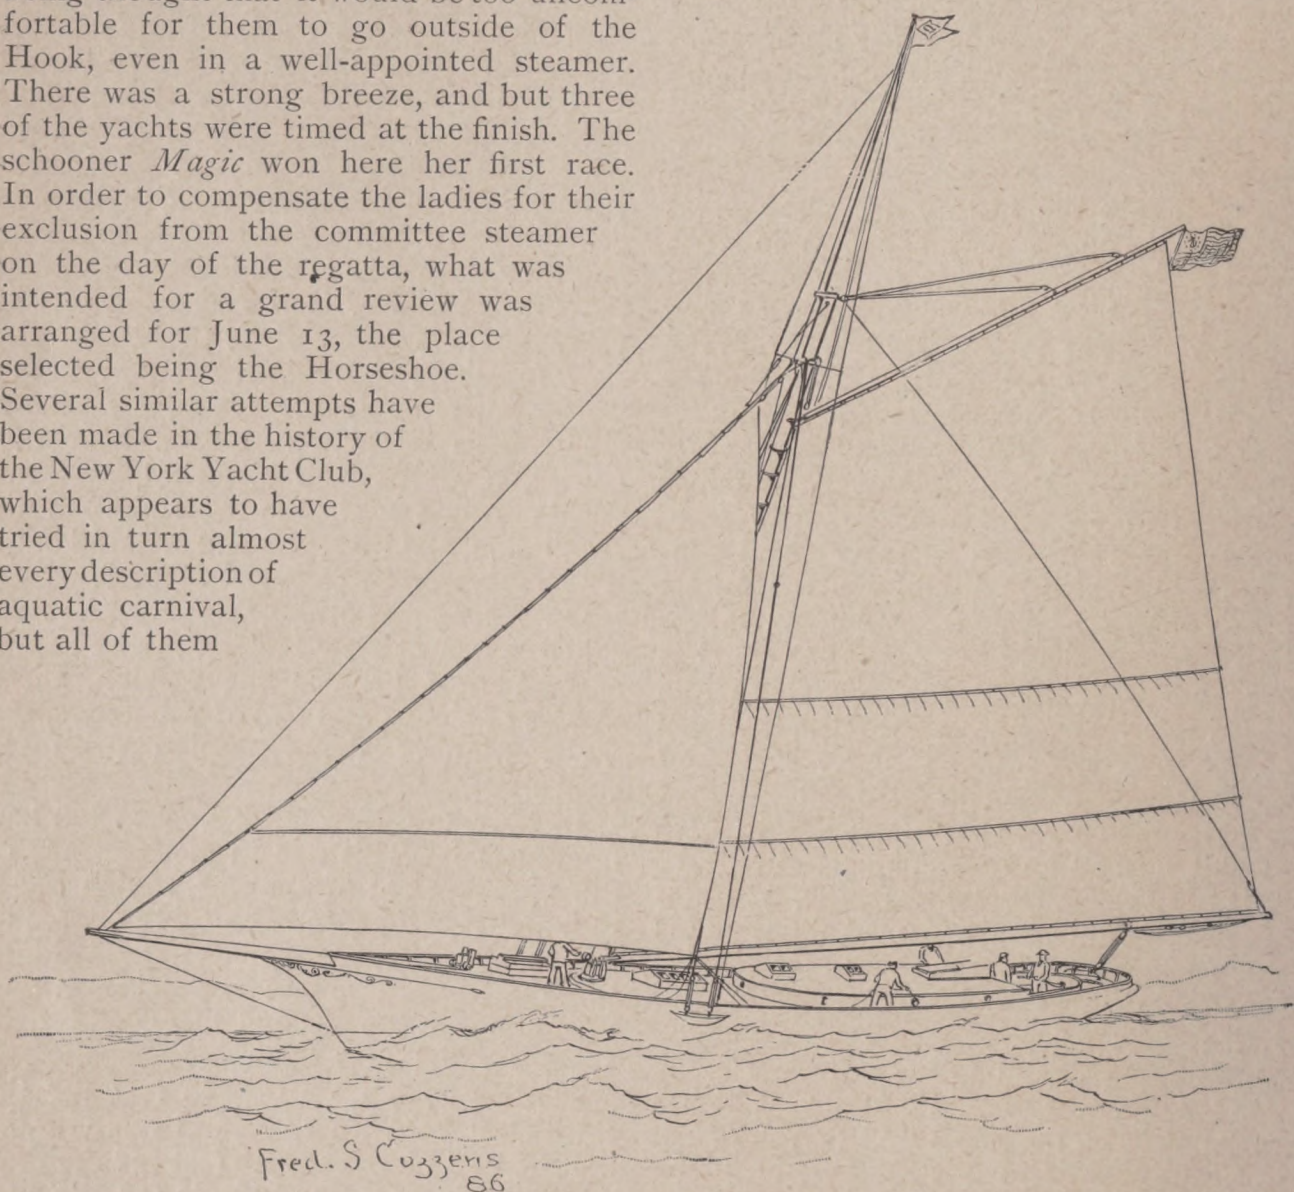 fortable for them to go outside of the
Hook, even in a well-appointed steamer.
There was a strong breeze, and but three
of the yachts were timed at the finish. The
schooner Magic won here her first race.
In order to compensate the ladies for their
exclusion from the committee steamer
on the day of the regatta, what was
intended for a grand review was
arranged for June 13, the place
selected being the Horseshoe.
Several similar attempts have
been made in the history of
the New York Yacht Club,
which appears to have
tried in turn almost
every description of
aquatic carnival,
but all of them
Fred. S Cozzens
86